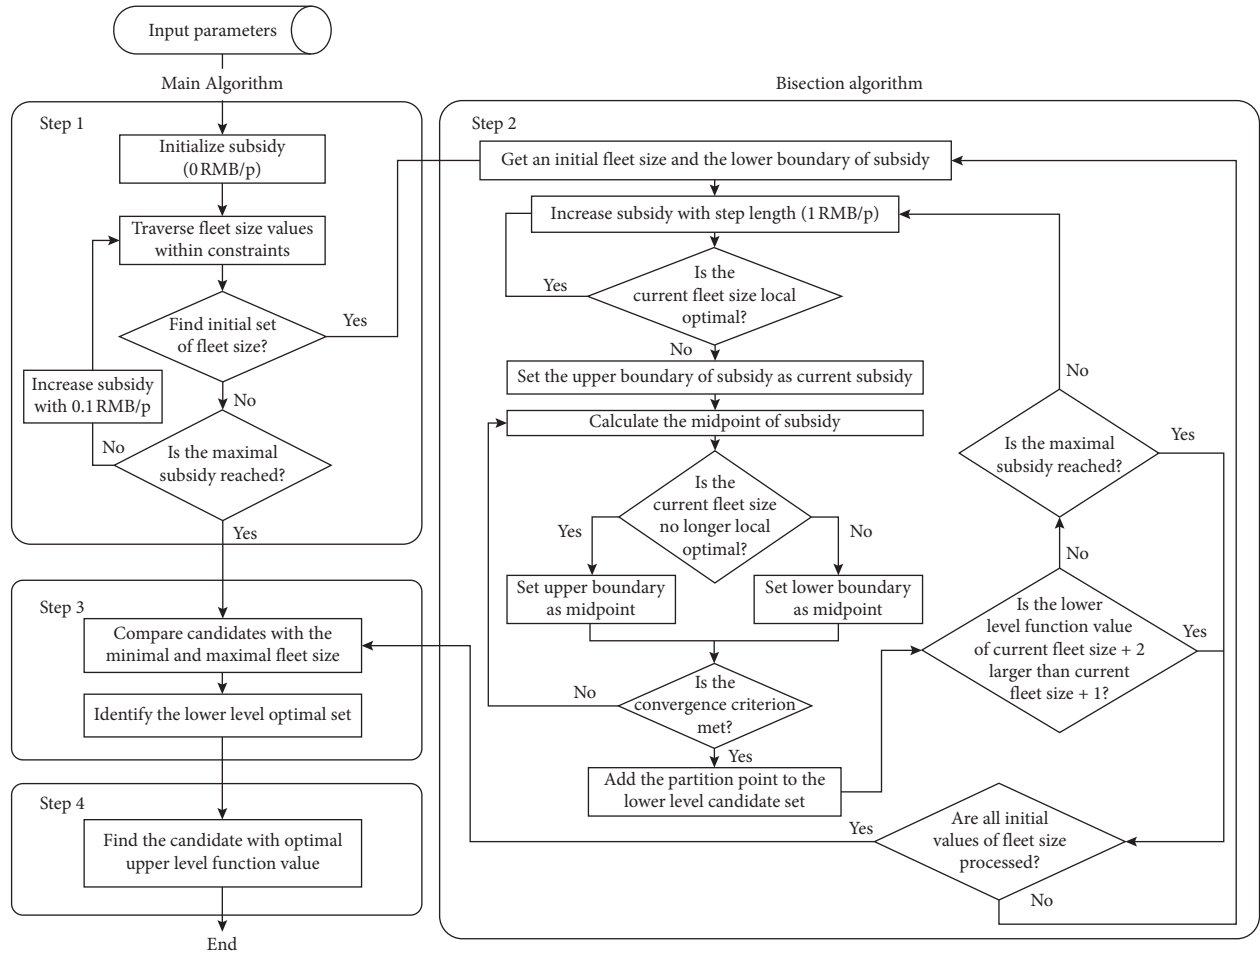 Input parameters
Main Algorithm
Step 1
Initialize subsidy
(0 RMB/p)
Traverse fleet size values
within constraints
Find initial set
of fleet size?
Yes
Increase subsidy
with 0.1 RMB/p
No
No
Is the maximal
subsidy reached?
Yes
Step 3
Compare candidates with the
minimal and maximal fleet size
Identify the lower level optimal set
Step 4
Find the candidate with optimal
upper level function value
End
Bisection algorithm
Step 2
Get an initial fleet size and the lower boundary of subsidy
Increase subsidy with step length (1 RMB/p)
Is the
current fleet size local
optimal?
Yes
No
Set the upper boundary of subsidy as current subsidy
Calculate the midpoint of subsidy
Is the
current fleet size
no longer local
optimal?
Yes
No
Set upper boundary
as midpoint
Set lower boundary
as midpoint
Is the
convergence criterion
met?
No
Yes
Add the partition point to the
lower level candidate set
Is the lower
level function value
of current fleet size + 2
larger than current
fleet size + 1?
Yes
No
Is the maximal
subsidy reached?
Yes
No
Are all initial
values of fleet size
processed?
Yes
No